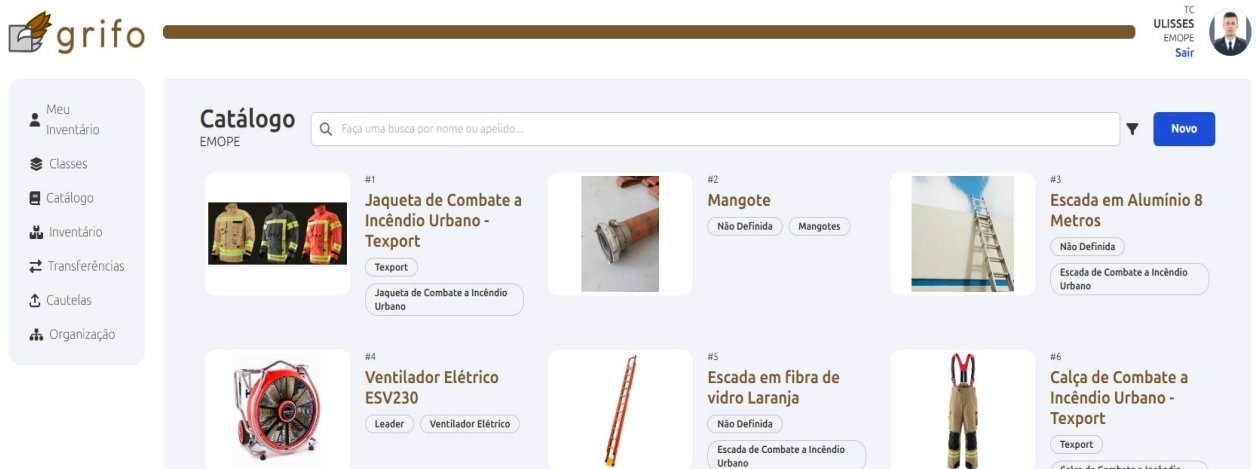 grifo
TC
ULISSES
EMOPE
Sair
Meu
Inventário
Classes
Catálogo
Inventário
Transferências
Cautelas
Organização
Catálogo
EMOPE
Faça uma busca por nome ou apelido...
Novo
#1
Jaqueta de Combate a
Incêndio Urbano -
Texport
Texport
Jaqueta de Combate a Incêndio
Urbano
#2
Mangote
Não Definida
Mangotes
#3
Escada em Alumínio 8
Metros
Não Definida
Escada de Combate a Incêndio
Urbano
#4
Ventilador Elétrico
ESV230
Leader
Ventilador Elétrico
#5
Escada em fibra de
vidro Laranja
Não Definida
Escada de Combate a Incêndio
Urbano
#6
Calça de Combate a
Incêndio Urbano -
Texport
Texport
Calça de Combate a Incêndio